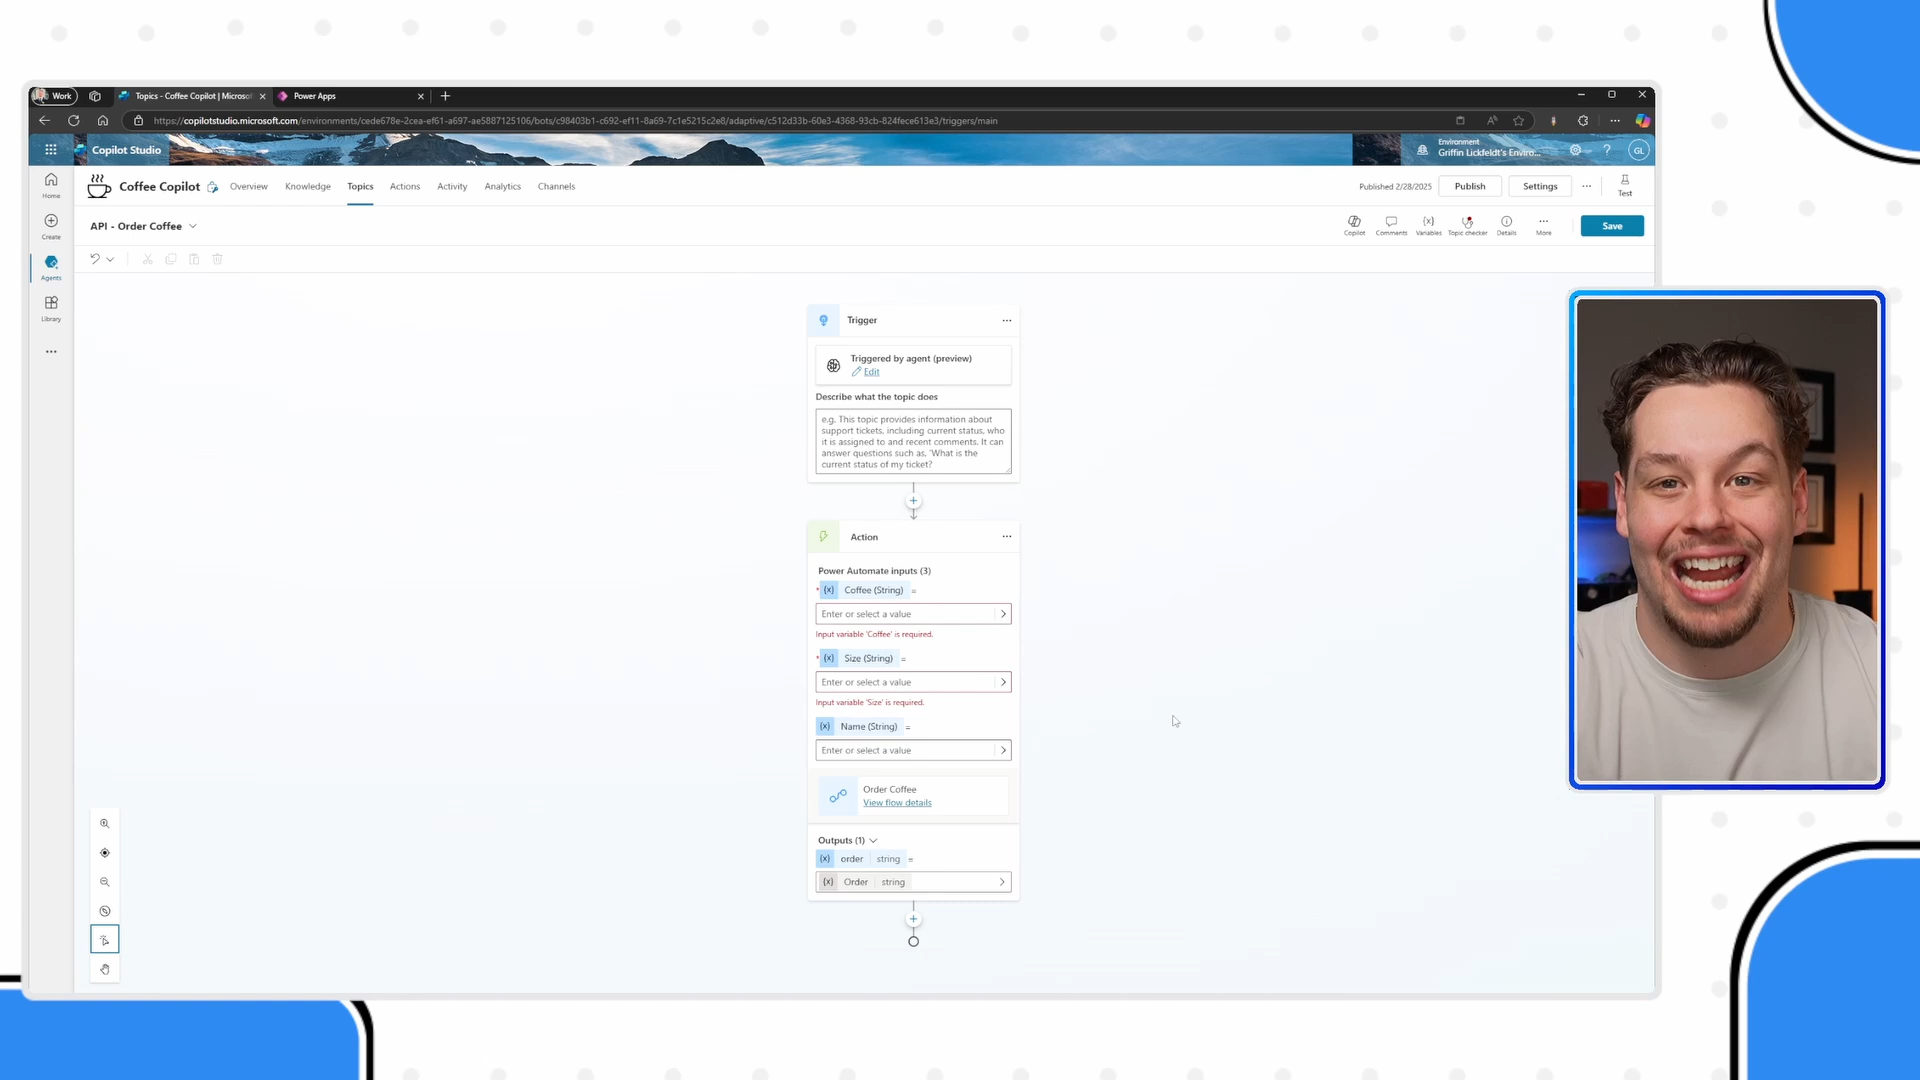 Work
Topics - Coffee Copilot | Microsof
Power Apps
https://copilotstudio.microsoft.com/environments/cede678e-2cea-ef61-a697-ae5887125106/bots/c98403b1-c692-ef11-8a69-7c1e5215c2e8/adaptive/c512d33b-60e3-4368-93cb-824fece613e3/triggers/main
Copilot Studio
Environment
Griffin Lickfeldt's Enviro...
GL
Home
Create
Agents
Library
Coffee Copilot
Overview
Knowledge
Topics
Actions
Activity
Analytics
Channels
Published 2/28/2025
Publish
Settings
Test
API - Order Coffee
Copilot
Comments
Variables
Topic checker
Details
More
Save
Trigger
Triggered by agent (preview)
Edit
Describe what the topic does
e.g. This topic provides information about
support tickets, including current status, who
it is assigned to and recent comments. It can
answer questions such as, 'What is the
current status of my ticket?
Action
Power Automate inputs (3)
* {x} Coffee (String) =
Enter or select a value
Input variable 'Coffee' is required.
* {x} Size (String) =
Enter or select a value
Input variable 'Size' is required.
{x} Name (String) =
Enter or select a value
Order Coffee
View flow details
Outputs (1)
{x} order string =
{x} Order string